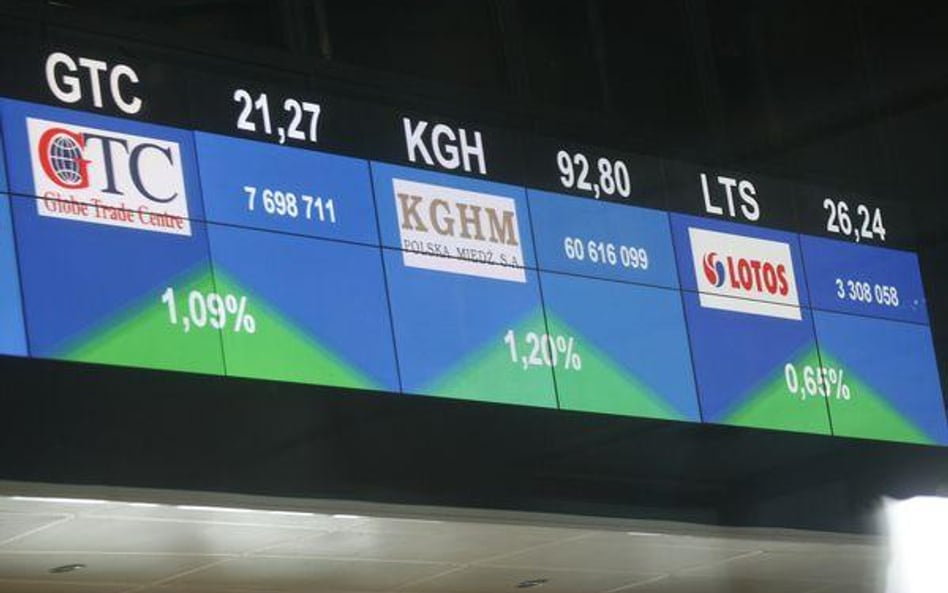 GTC
21,27
GTC
Globe Trade Centre
7 698 711
1,09%
KGH
92,80
KGHM
POLSKA MIEDŹ S.A.
60 616 099
1,20%
LTS
26,24
LOTOS
3 308 058
0,65%